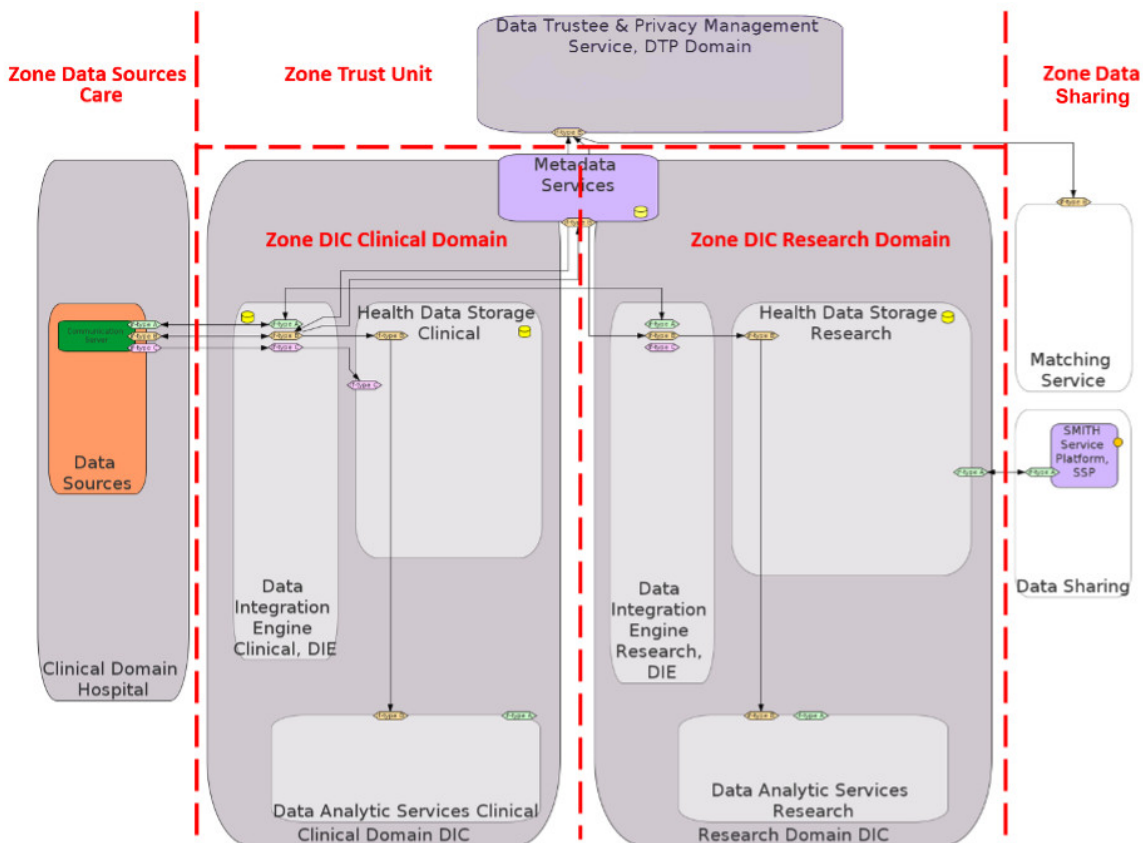 Data Trustee & Privacy Management
Service, DTP Domain
Zone Data Sources
Care
Zone Trust Unit
Zone Data
Sharing
Metadata
Services
Zone DIC Clinical Domain
Zone DIC Research Domain
Health Data Storage
Clinical
Health Data Storage
Research
Communication
Server
Data
Sources
Matching
Service
SMITH
Service
Platform,
SSP
Data Sharing
Data
Integration
Engine
Clinical, DIE
Data
Integration
Engine
Research,
DIE
Clinical Domain
Hospital
Data Analytic Services Clinical
Clinical Domain DIC
Data Analytic Services
Research
Research Domain DIC